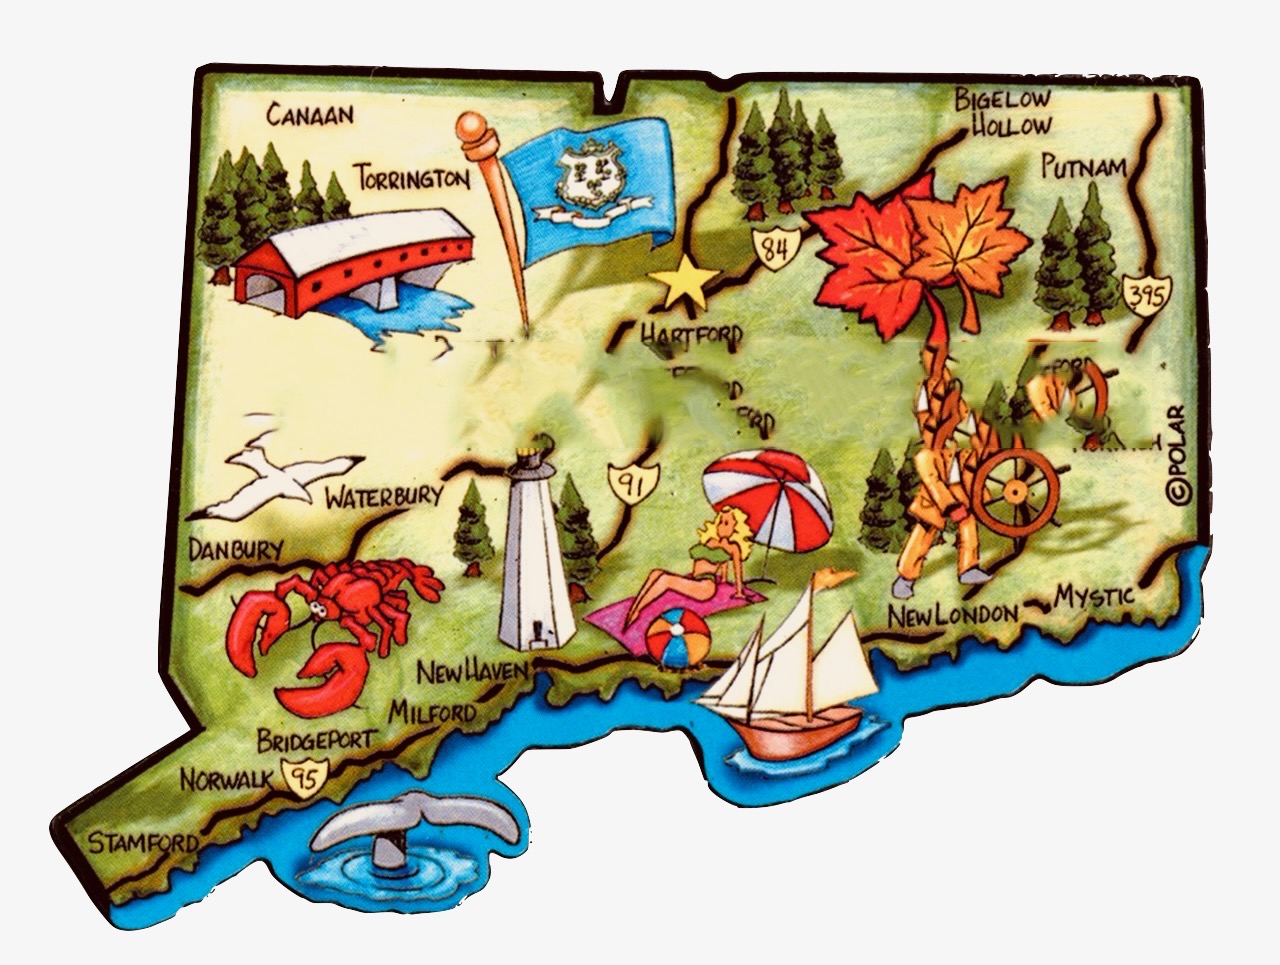 CANAAN
BIGELOW
HOLLOW
PUTNAM
TORRINGTON
84
395
HARTFORD
FORD
©POLAR
91
WATERBURY
DANBURY
MYSTIC
NEW LONDON
NEW HAVEN
MILFORD
BRIDGEPORT
NORWALK
95
STAMFORD